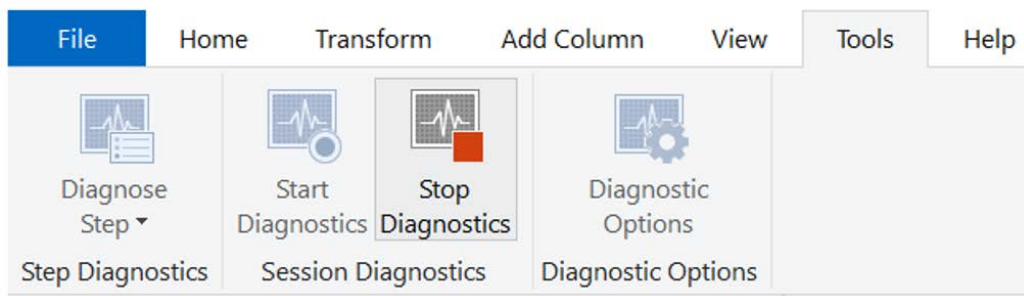 File Home Transform Add Column View Tools Help
Diagnose Step
Start Diagnostics
Stop Diagnostics
Diagnostic Options
Step Diagnostics Session Diagnostics Diagnostic Options